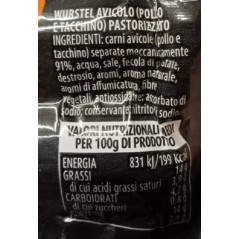 WURSTEL AVICOLO (POLLO
E TACCHINO) PASTORIZZATO
INGREDIENTI: carni avicole (pollo e
tacchino) separate meccanicamente
91%, acqua, sale, fecola di patate,
destrosio, aromi, aroma naturale,
aromi di affumicatura, fibre
vegetali, antiossidante: ascorbato di
sodio; conservante: nitrito di sodio
VALORI NUTRIZIONALI
PER 100g DI PRODOTTO
ENERGIA 831 kJ/199 kcal
GRASSI
di cui acidi grassi saturi
CARBOIDRATI
di cui zuccheri